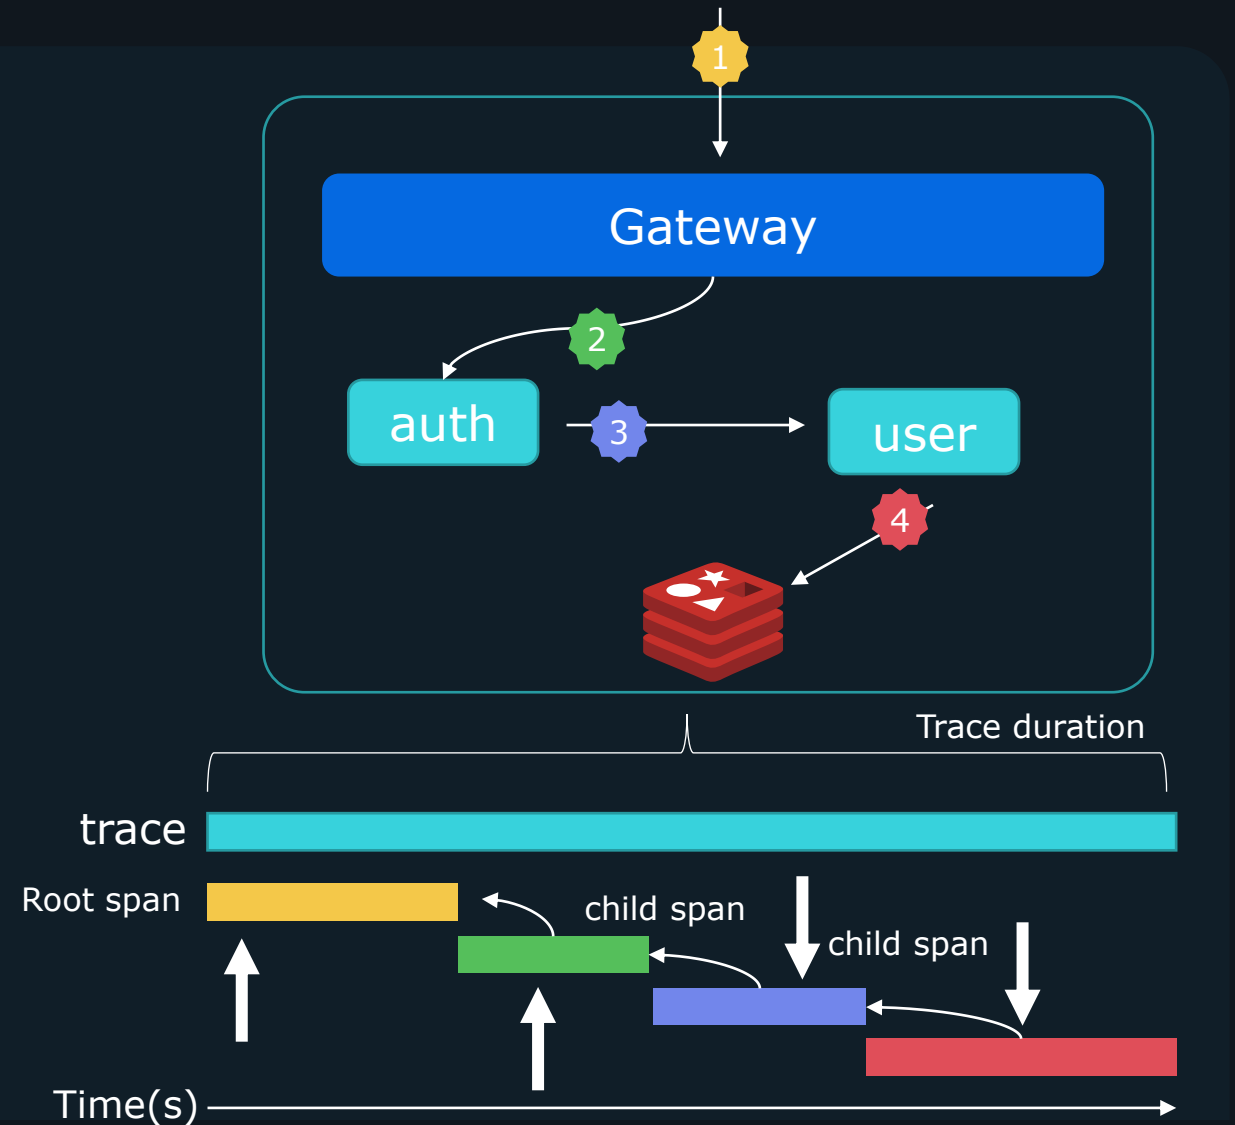 1
Gateway
2
auth
3
user
4
Trace duration
trace
Root span
child span
child span
Time(s)